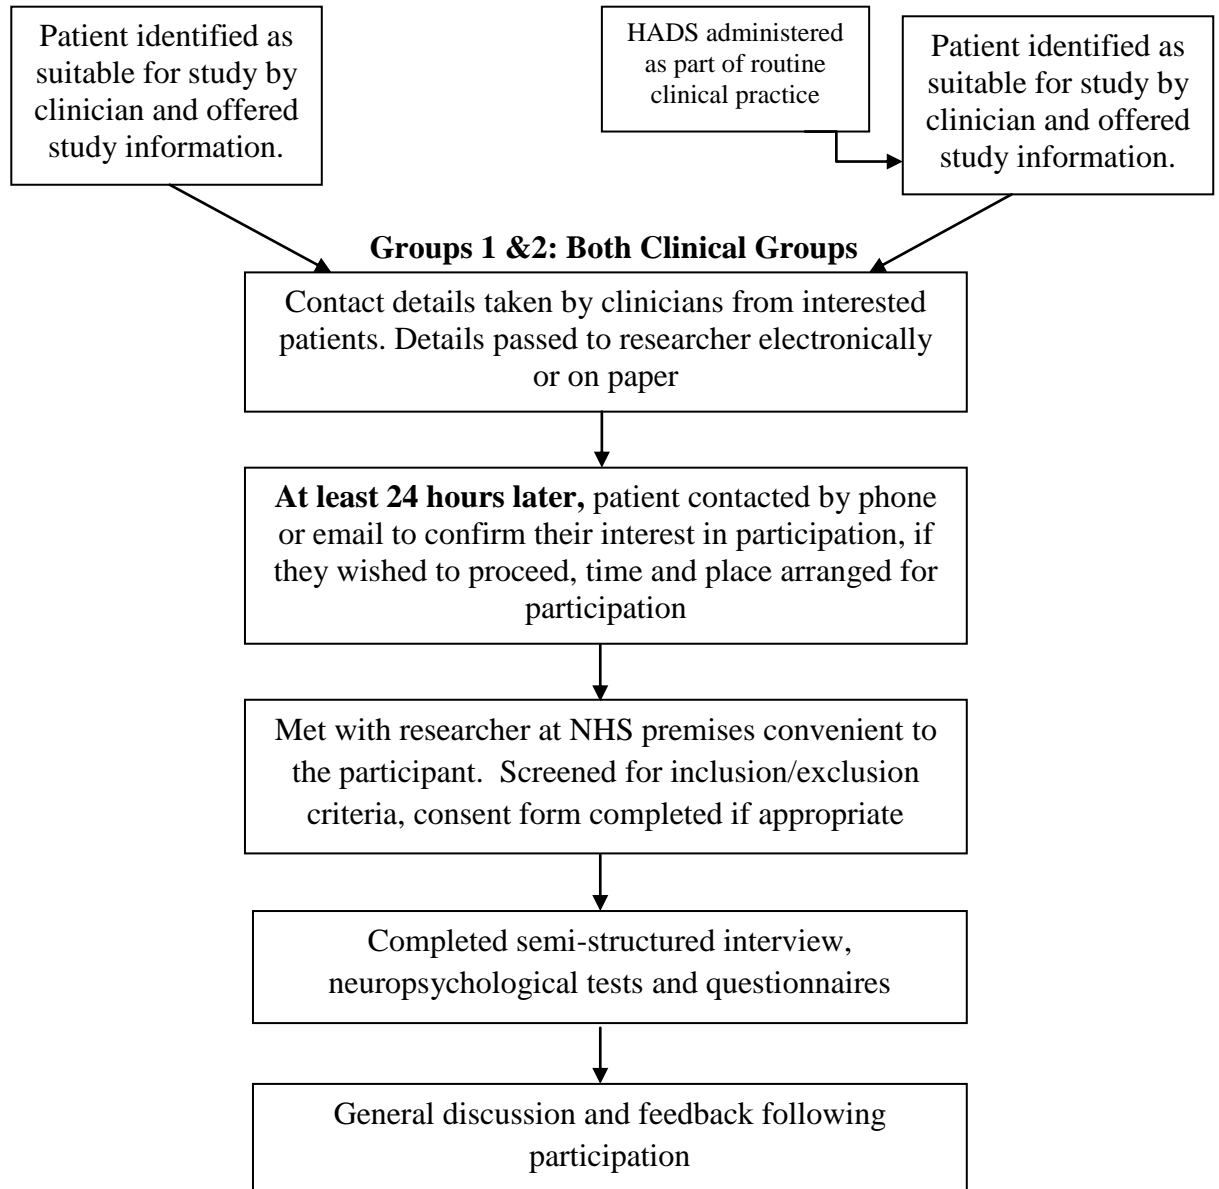 Patient identified as
suitable for study by
clinician and offered
study information.
HADS administered
as part of routine
clinical practice
Patient identified as
suitable for study by
clinician and offered
study information.
Groups 1 &2: Both Clinical Groups
Contact details taken by clinicians from interested
patients. Details passed to researcher electronically
or on paper
At least 24 hours later, patient contacted by phone
or email to confirm their interest in participation, if
they wished to proceed, time and place arranged for
participation
Met with researcher at NHS premises convenient to
the participant.  Screened for inclusion/exclusion
criteria, consent form completed if appropriate
Completed semi-structured interview,
neuropsychological tests and questionnaires
General discussion and feedback following
participation